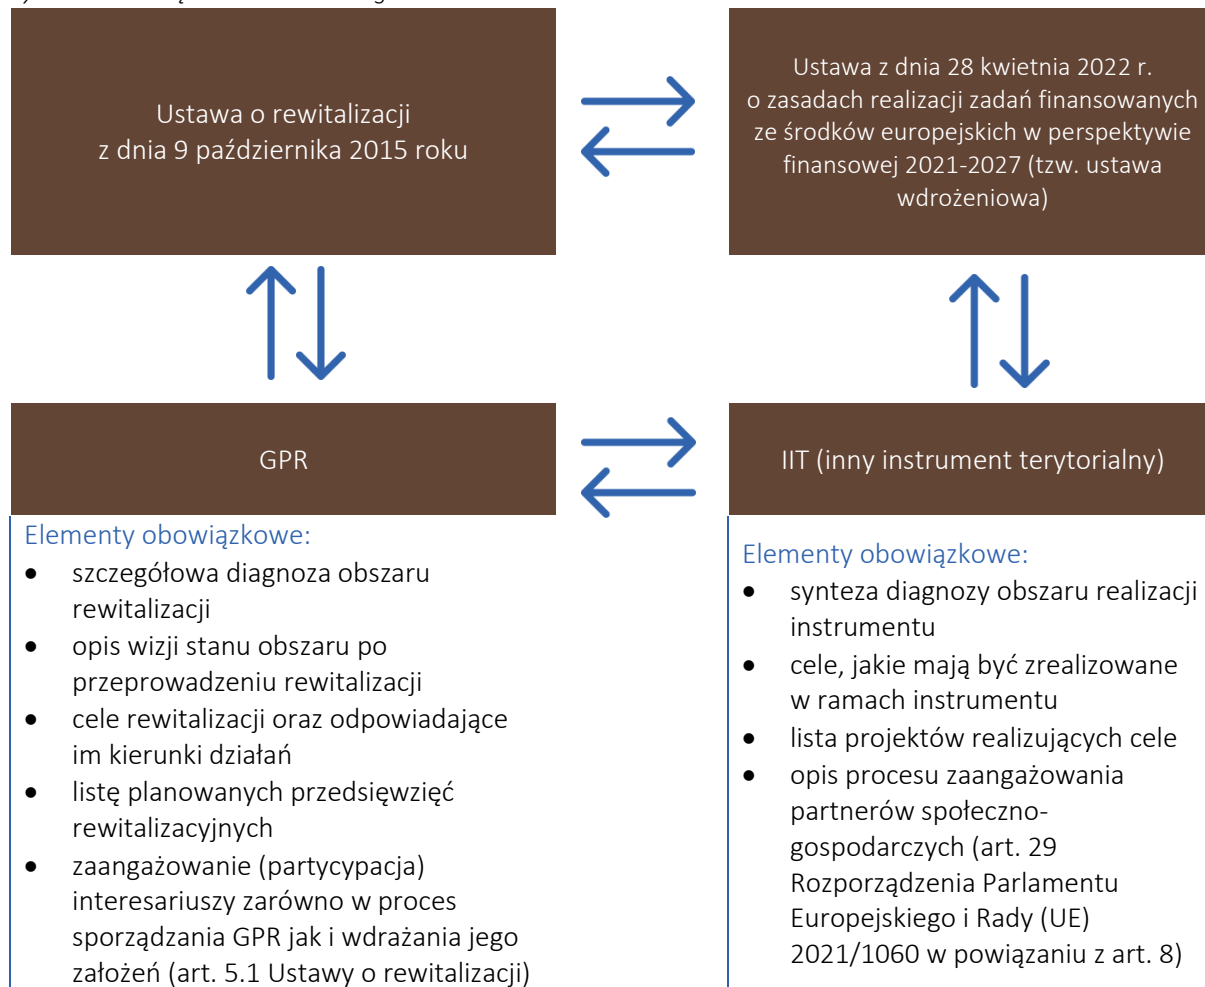 Ustawa o rewitalizacji
z dnia 9 października 2015 roku
Ustawa z dnia 28 kwietnia 2022 r.
o zasadach realizacji zadań finansowanych
ze środków europejskich w perspektywie
finansowej 2021-2027 (tzw. ustawa
wdrożeniowa)
GPR
IIT (inny instrument terytorialny)
Elementy obowiązkowe:
• szczegółowa diagnoza obszaru
rewitalizacji
• opis wizji stanu obszaru po
przeprowadzeniu rewitalizacji
• cele rewitalizacji oraz odpowiadające
im kierunki działań
• listę planowanych przedsięwzięć
rewitalizacyjnych
• zaangażowanie (partycypacja)
interesariuszy zarówno w proces
sporządzania GPR jak i wdrażania jego
założeń (art. 5.1 Ustawy o rewitalizacji)
Elementy obowiązkowe:
• synteza diagnozy obszaru realizacji
instrumentu
• cele, jakie mają być zrealizowane
w ramach instrumentu
• lista projektów realizujących cele
• opis procesu zaangażowania
partnerów społeczno-
gospodarczych (art. 29
Rozporządzenia Parlamentu
Europejskiego i Rady (UE)
2021/1060 w powiązaniu z art. 8)